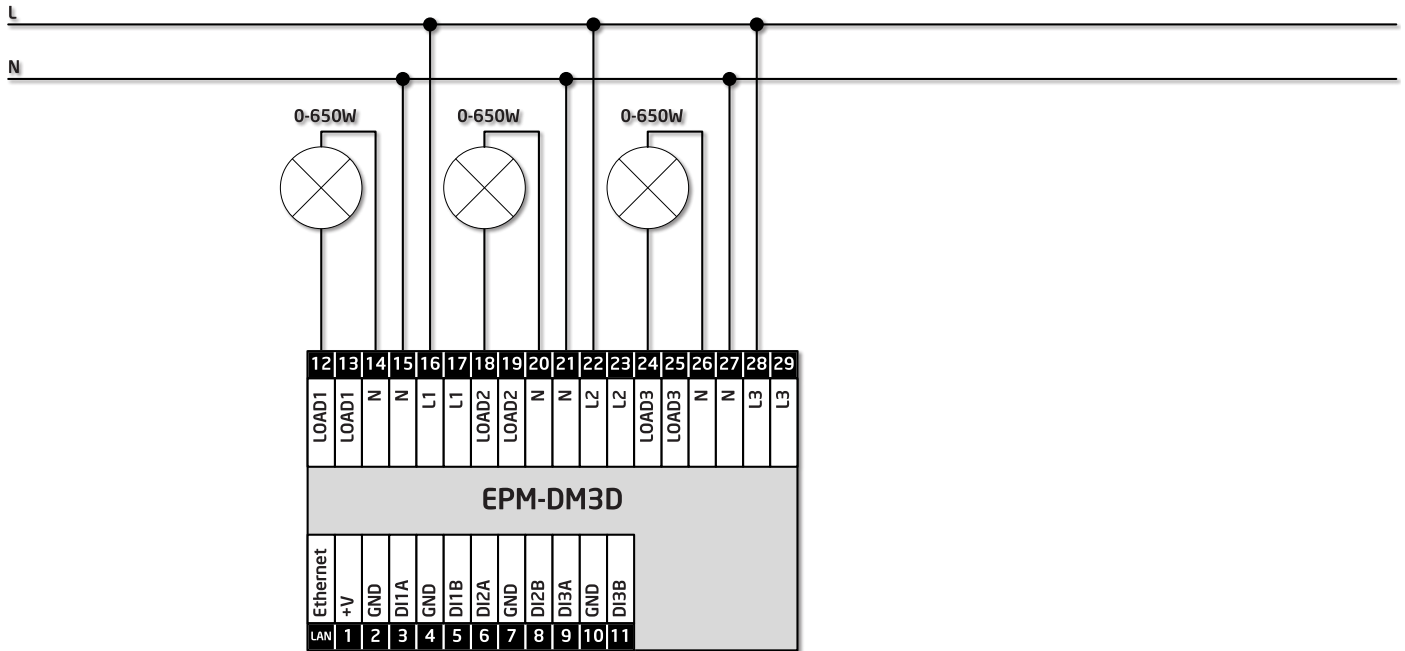 L
N
0-650W 0-650W 0-650W
12 13 14 15 16 17 18 19 20 21 22 23 24 25 26 27 28 29
LOAD1 LOAD1 N N L1 L1 LOAD2 LOAD2 N N L2 L2 LOAD3 LOAD3 N N L3 L3
EPM-DM3D
Ethernet +V GND DI1A GND DI1B DI2A GND DI2B DI3A GND DI3B
LAN 1 2 3 4 5 6 7 8 9 10 11